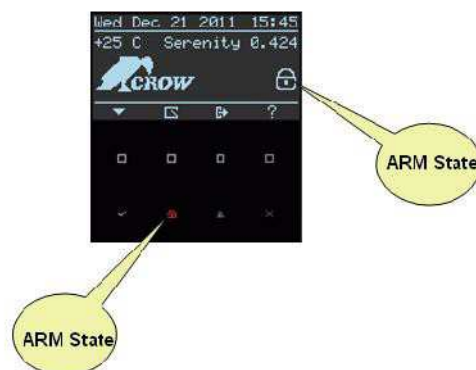 Wed Dec 21 2011 15:45
+25 C Serenity 0.424
CROW
?
ARM State
ARM State